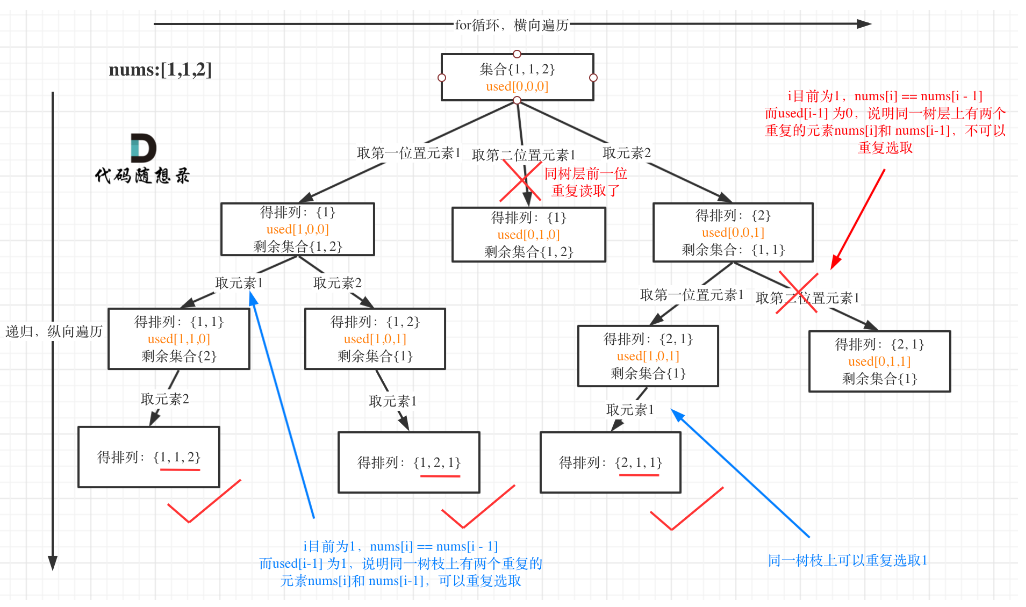 for循环、横向遍历
nums:[1,1,2]
集合{1, 1, 2}
used[0,0,0]
i目前为1，nums[i] == nums[i - 1]
而used[i-1] 为0，说明同一树层上有两个
重复的元素nums[i]和 nums[i-1]，不可以
重复选取
代码随想录
取第一位置元素1
取第二位置元素1
取元素2
同树层前一位
重复读取了
得排列：{1}
used[1,0,0]
剩余集合{1, 2}
得排列：{1}
used[0,1,0]
剩余集合{1, 2}
得排列：{2}
used[0,0,1]
剩余集合：{1, 1}
取元素1
取元素2
取第一位置元素1
取第二位置元素1
递归、纵向遍历
得排列：{1, 1}
used[1,1,0]
剩余集合{2}
得排列：{1, 2}
used[1,0,1]
剩余集合{1}
得排列：{2, 1}
used[1,0,1]
剩余集合{1}
得排列：{2, 1}
used[0,1,1]
剩余集合{1}
取元素2
取元素1
取元素1
得排列：{1, 1, 2}
得排列：{1, 2, 1}
得排列：{2, 1, 1}
i目前为1，nums[i] == nums[i - 1]
而used[i-1] 为1，说明同一树枝上有两个重复的
元素nums[i]和 nums[i-1]，可以重复选取
同一树枝上可以重复选取1